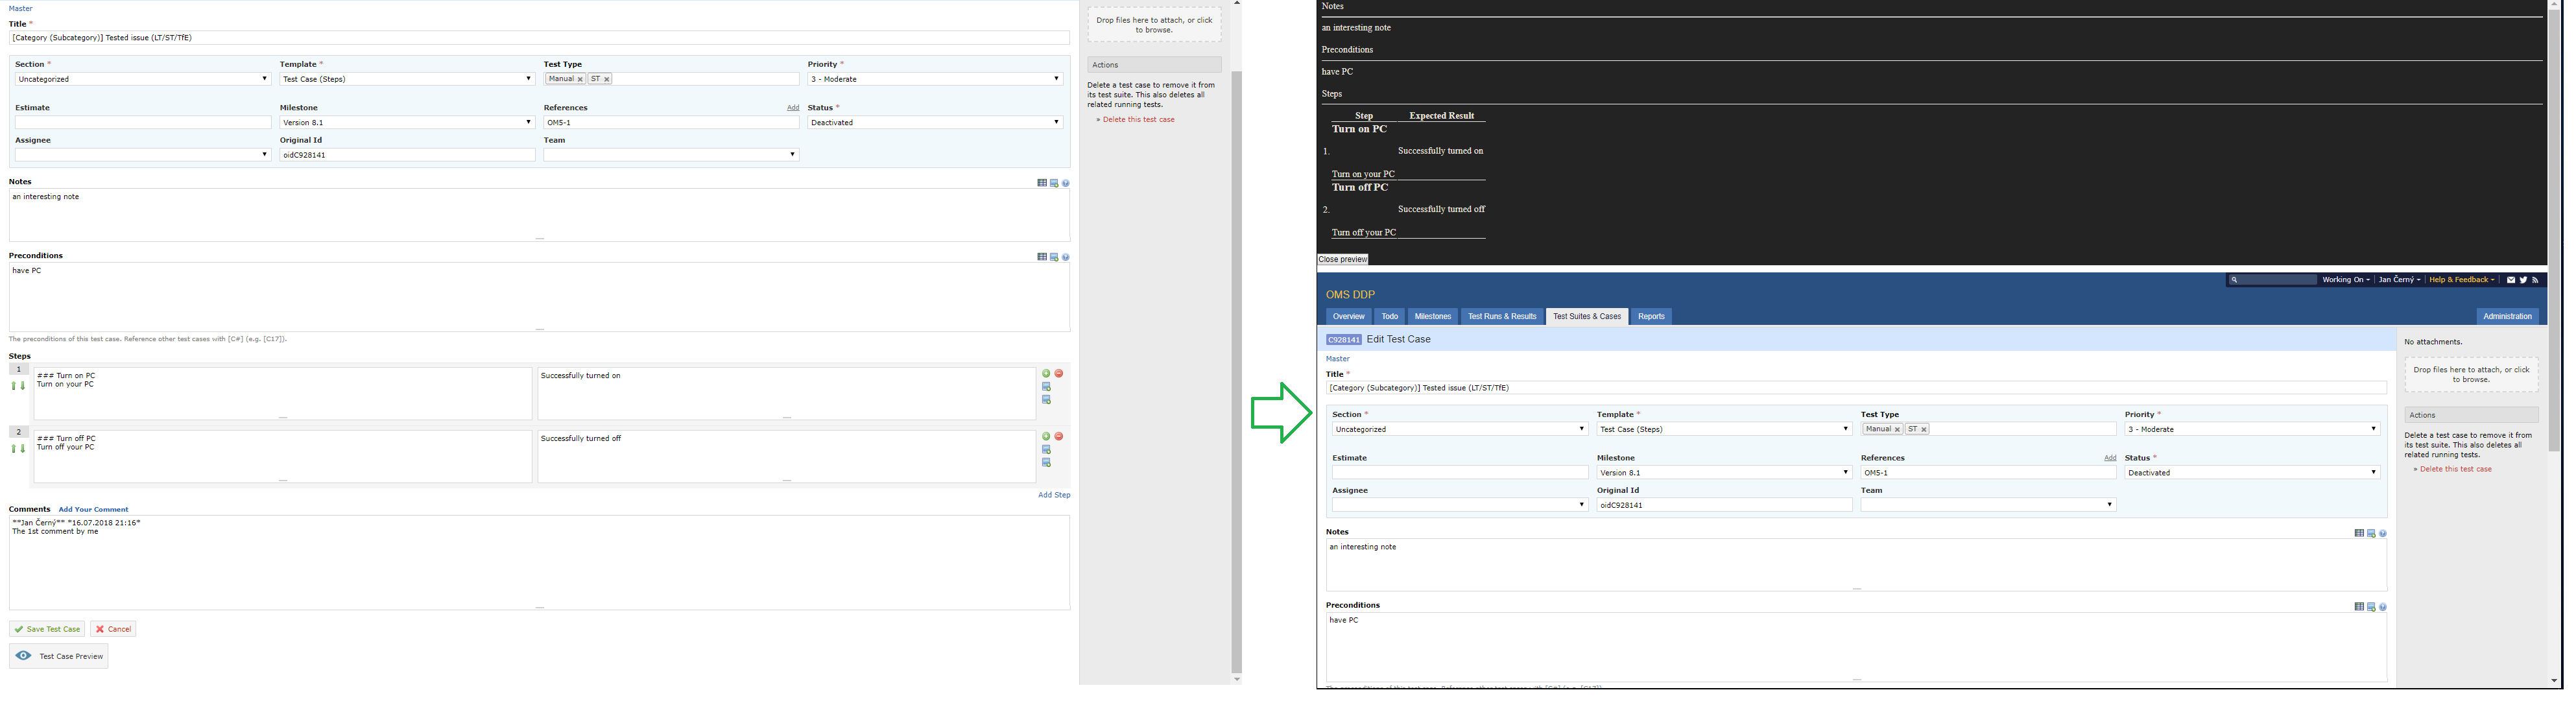 Master
Title *
[Category (Subcategory)] Tested issue (LT/ST/TfE)
Section *
Template *
Test Type
Priority *
Uncategorized
Test Case (Steps)
Manual x ST x
3 - Moderate
Estimate
Milestone
References
Add
Status *
Version 8.1
OM5-1
Deactivated
Assignee
Original Id
Team
oidC928141
Notes
an interesting note
Preconditions
have PC
The preconditions of this test case. Reference other test cases with [C#] (e.g. [C17]).
Steps
1
### Turn on PC
Turn on your PC
Successfully turned on
2
### Turn off PC
Turn off your PC
Successfully turned off
Add Step
Comments Add Your Comment
**Jan Černý** *16.07.2018 21:16*
The 1st comment by me
Save Test Case
Cancel
Test Case Preview
Drop files here to attach, or click
to browse.
Actions
Delete a test case to remove it from
its test suite. This also deletes all
related running tests.
» Delete this test case
Notes
an interesting note
Preconditions
have PC
Steps
Step Expected Result
Turn on PC
1. Successfully turned on
Turn on your PC
Turn off PC
2. Successfully turned off
Turn off your PC
Close preview
Working On
Jan Černý
Help & Feedback
OMS DDP
Overview
Todo
Milestones
Test Runs & Results
Test Suites & Cases
Reports
Administration
C928141 Edit Test Case
Master
Title *
[Category (Subcategory)] Tested issue (LT/ST/TfE)
Section *
Template *
Test Type
Priority *
Uncategorized
Test Case (Steps)
Manual x ST x
3 - Moderate
Estimate
Milestone
References
Add
Status *
Version 8.1
OM5-1
Deactivated
Assignee
Original Id
Team
oidC928141
Notes
an interesting note
Preconditions
have PC
The preconditions of this test case. Reference other test cases with [C#] (e.g. [C17]).
No attachments.
Drop files here to attach, or click
to browse.
Actions
Delete a test case to remove it from
its test suite. This also deletes all
related running tests.
» Delete this test case